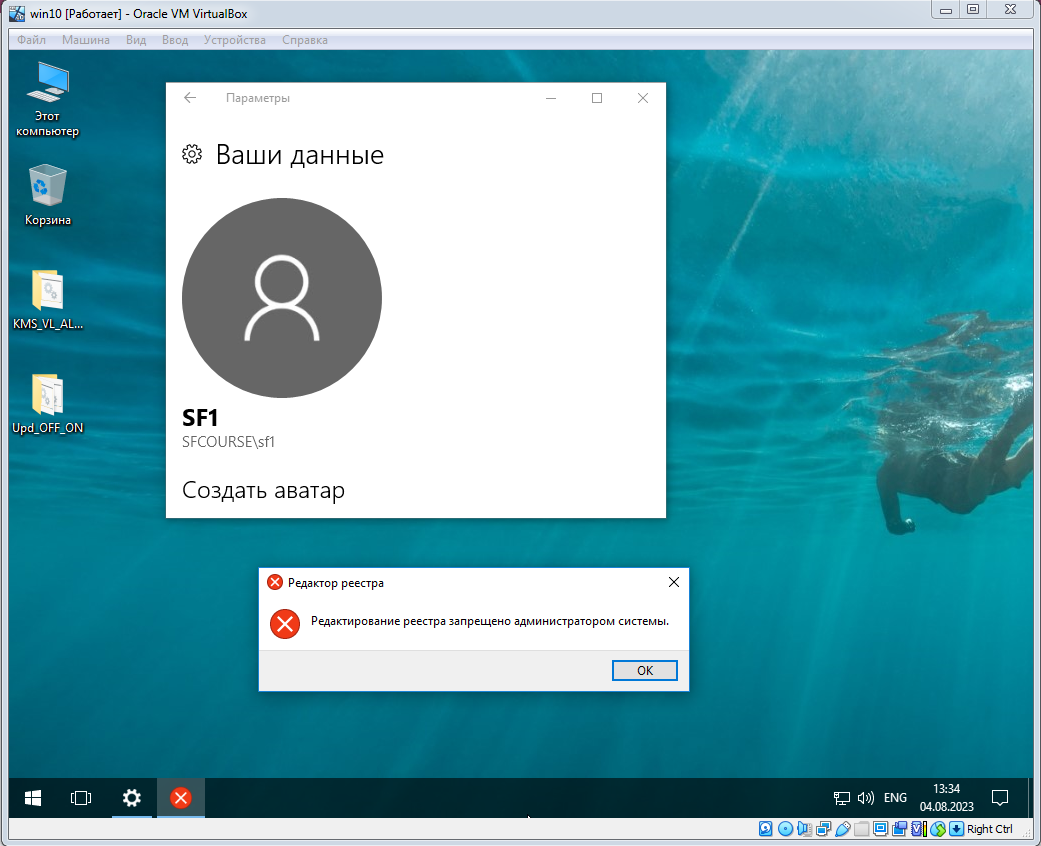 win10 [Работает] - Oracle VM VirtualBox
Файл Машина Вид Ввод Устройства Справка
Этот
компьютер
Корзина
KMS_VL_AL...
Upd_OFF_ON
Параметры
Ваши данные
SF1
SFCOURSE\sf1
Создать аватар
Редактор реестра
Редактирование реестра запрещено администратором системы.
OK
ENG
13:34
04.08.2023
Right Ctrl